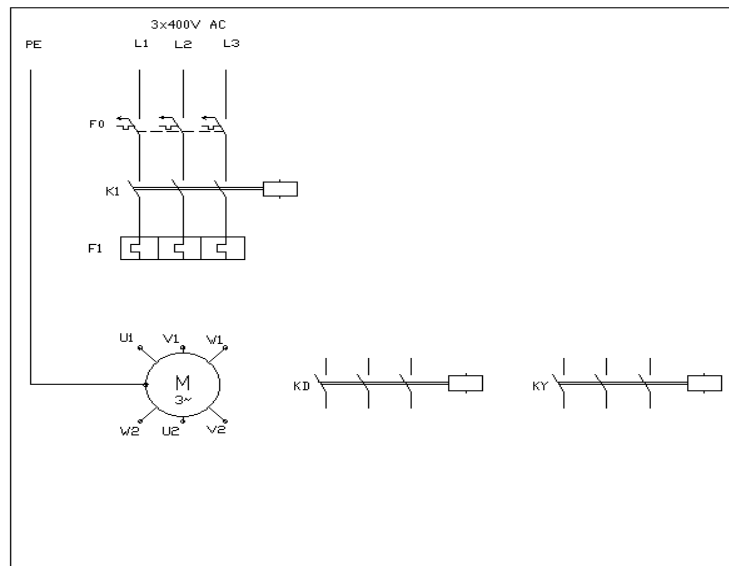 3x400V AC
PE L1 L2 L3
F0
K1
F1
U1 V1 W1
M
3~
KD
KY
W2 U2 V2